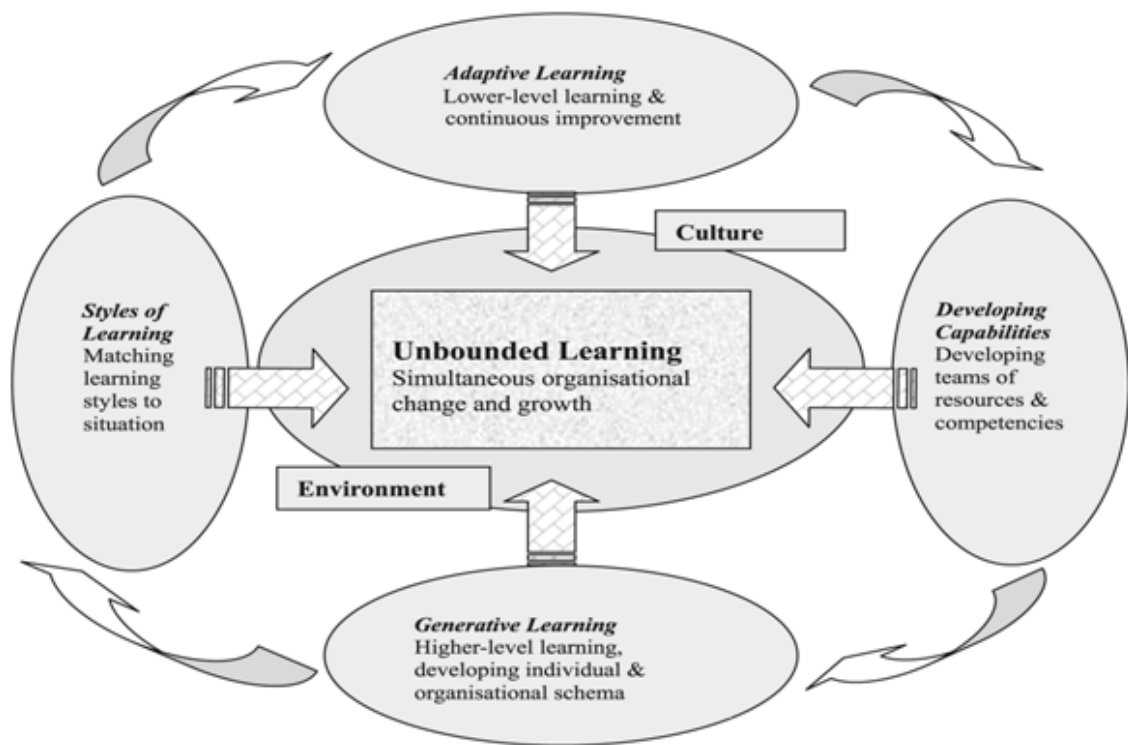 Adaptive Learning
Lower-level learning &
continuous improvement
Culture
Styles of
Learning
Matching
learning
styles to
situation
Unbounded Learning
Simultaneous organisational
change and growth
Developing
Capabilities
Developing
teams of
resources &
competencies
Environment
Generative Learning
Higher-level learning,
developing individual &
organisational schema